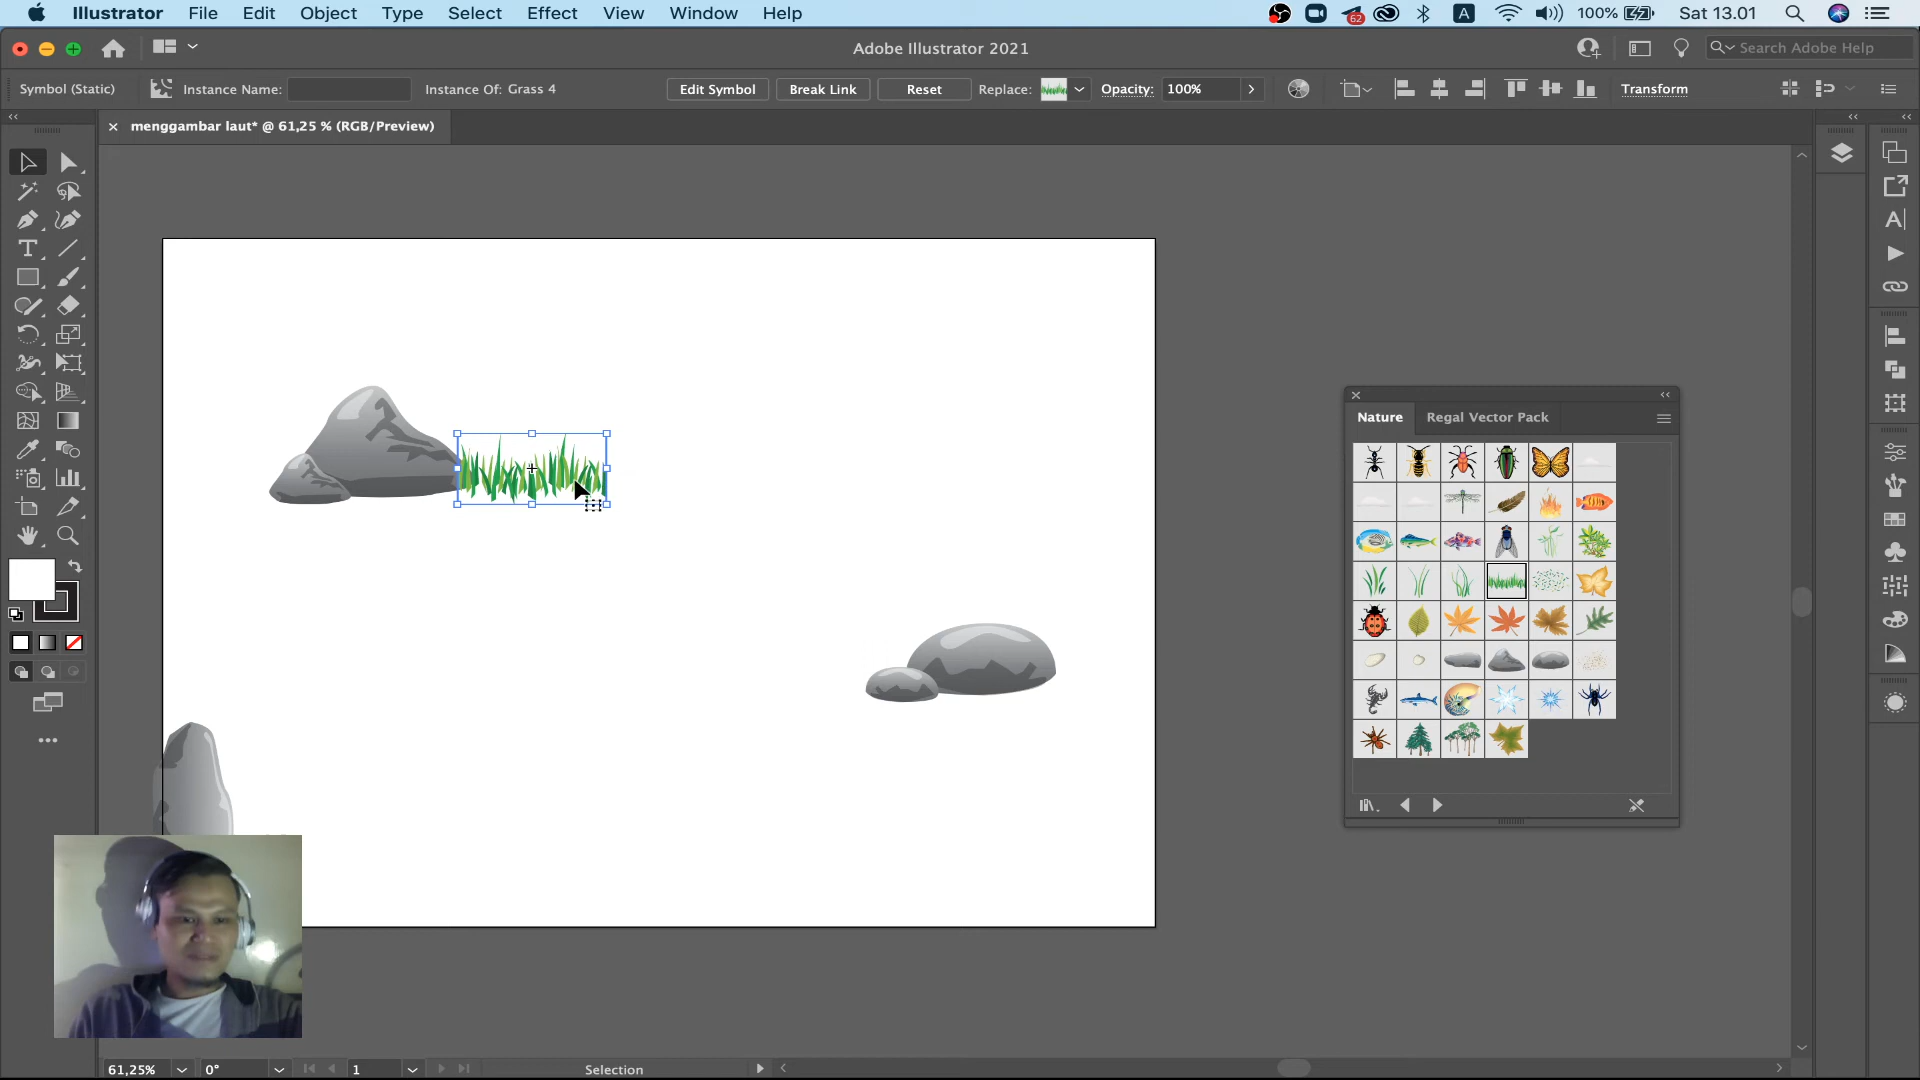 Illustrator File Edit Object Type Select Effect View Window Help
62 A 100% Sat 13.01
Adobe Illustrator 2021
Search Adobe Help
Symbol (Static) Instance Name: Instance Of: Grass 4 Edit Symbol Break Link Reset Replace: Opacity: 100% Transform
menggambar laut* @ 61,25 % (RGB/Preview)
Nature Regal Vector Pack
61,25% 0° 1 Selection